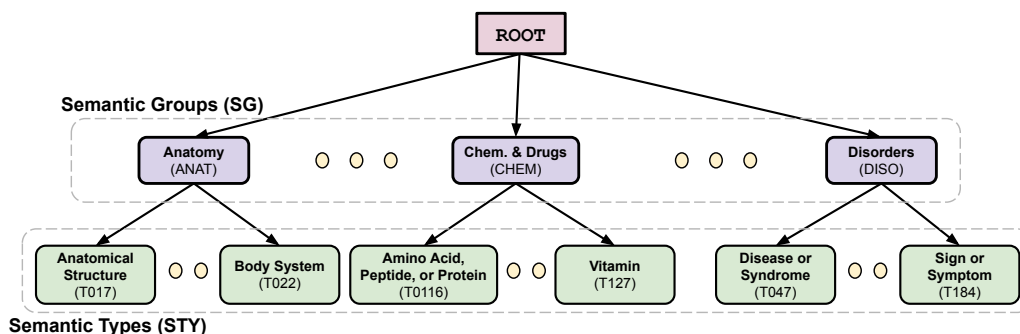 ROOT
Semantic Groups (SG)
Anatomy
(ANAT)
Chem. & Drugs
(CHEM)
Disorders
(DISO)
Anatomical
Structure
(T017)
Body System
(T022)
Amino Acid,
Peptide, or Protein
(T0116)
Vitamin
(T127)
Disease or
Syndrome
(T047)
Sign or
Symptom
(T184)
Semantic Types (STY)